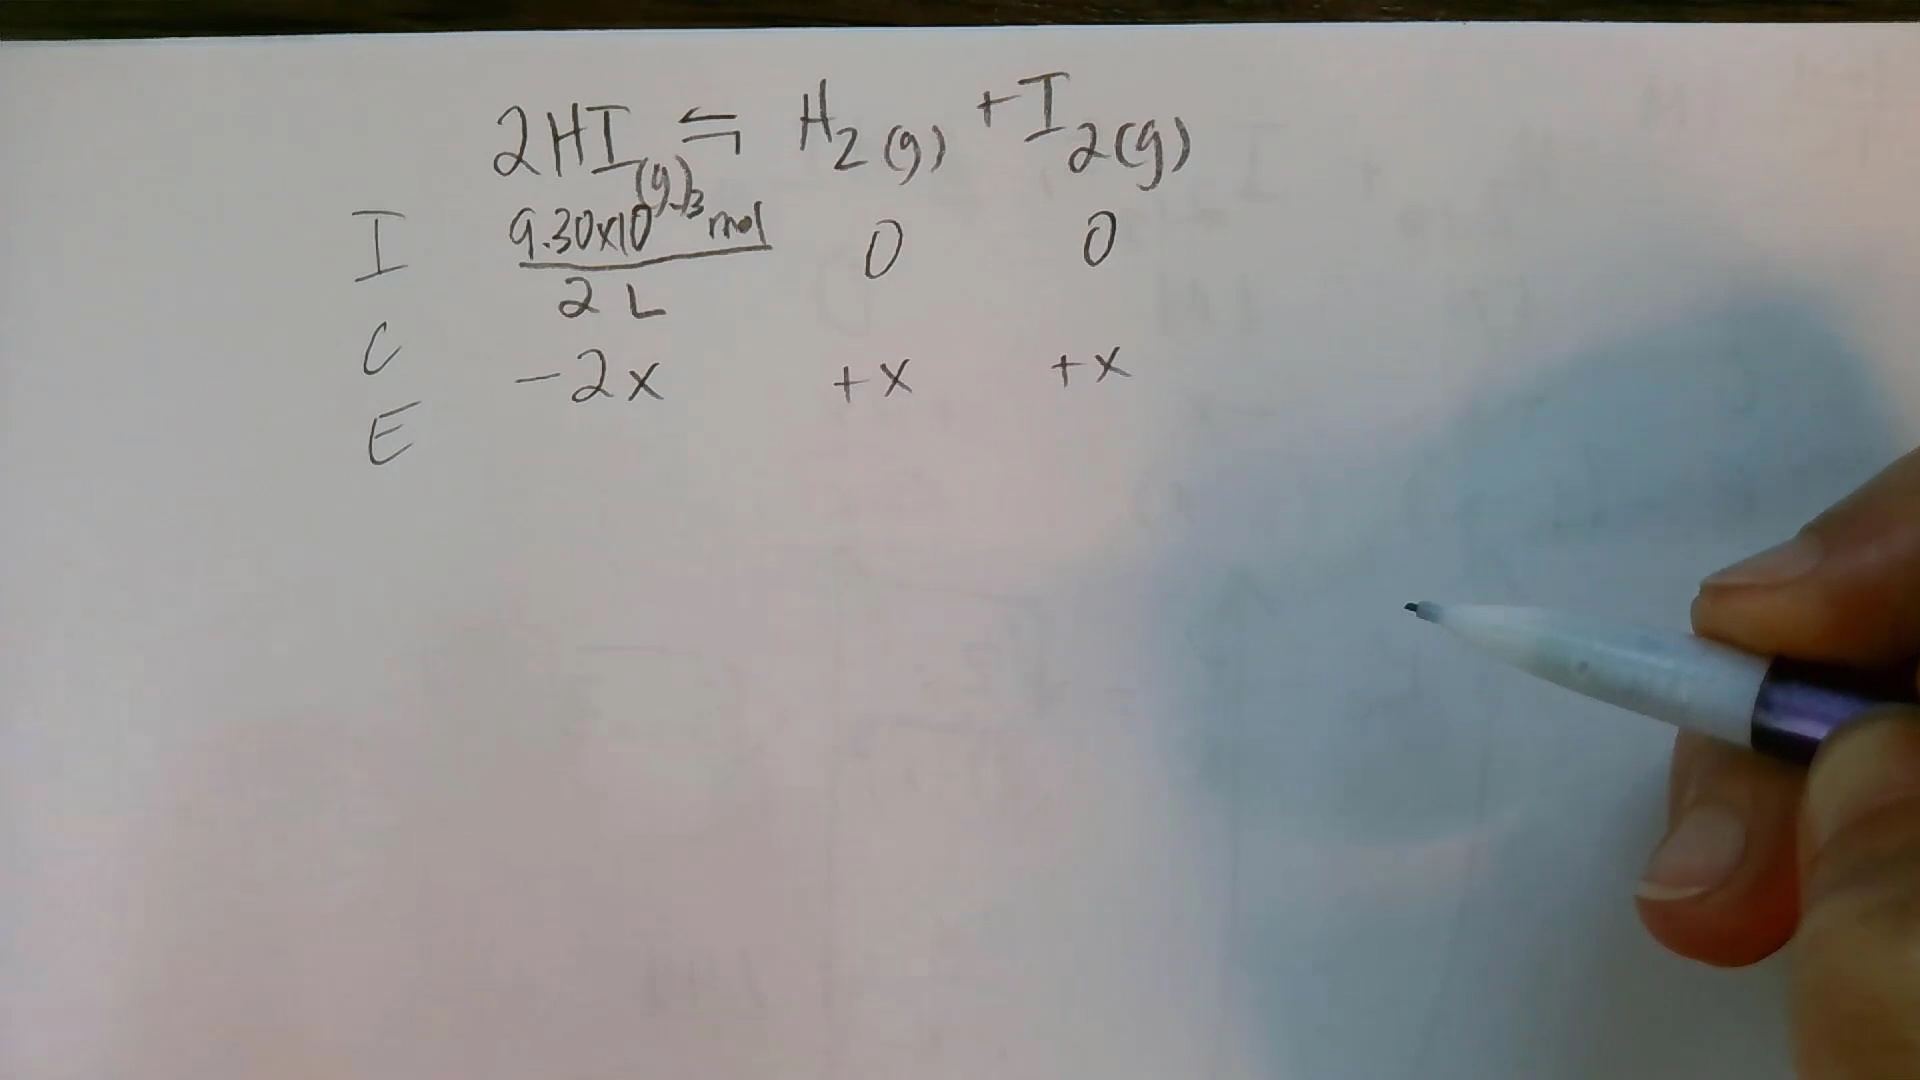 2HI(g) ⇆ H2(g) + I2(g)
I 9.30x10^-3 mol / 2 L 0 0
C -2x +x +x
E